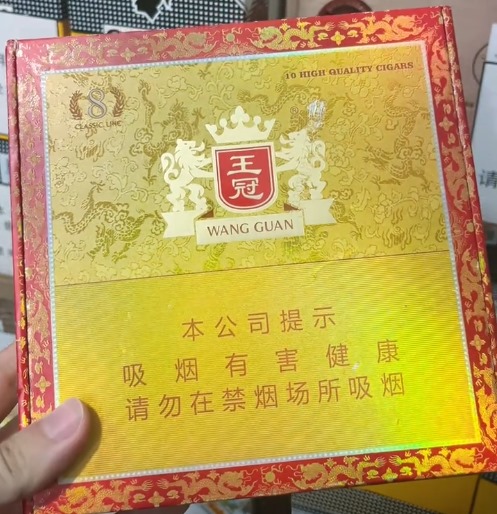 10 HIGH QUALITY CIGARS
8
CLASSIC LINE
王冠
WANG GUAN
本公司提示
吸烟有害健康
请勿在禁烟场所吸烟